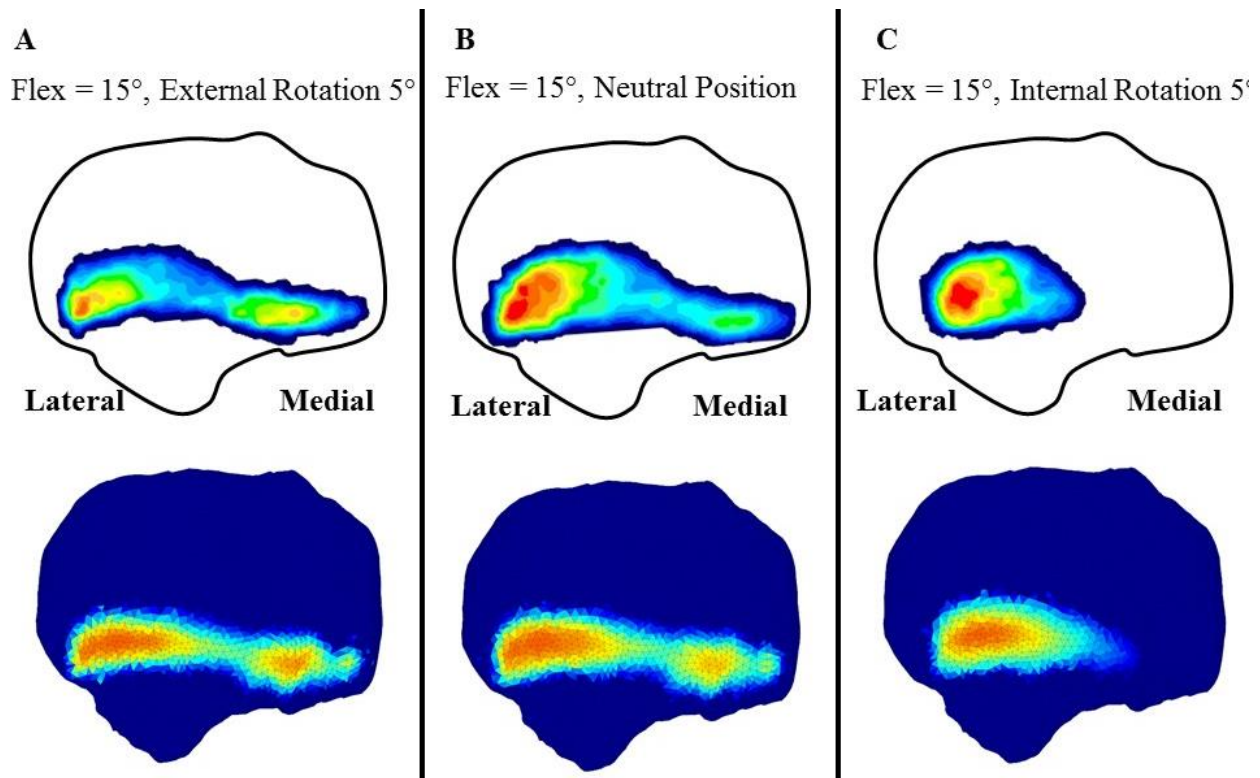 A
Flex = 15°, External Rotation 5°
Lateral Medial
B
Flex = 15°, Neutral Position
Lateral Medial
C
Flex = 15°, Internal Rotation 5°
Lateral Medial